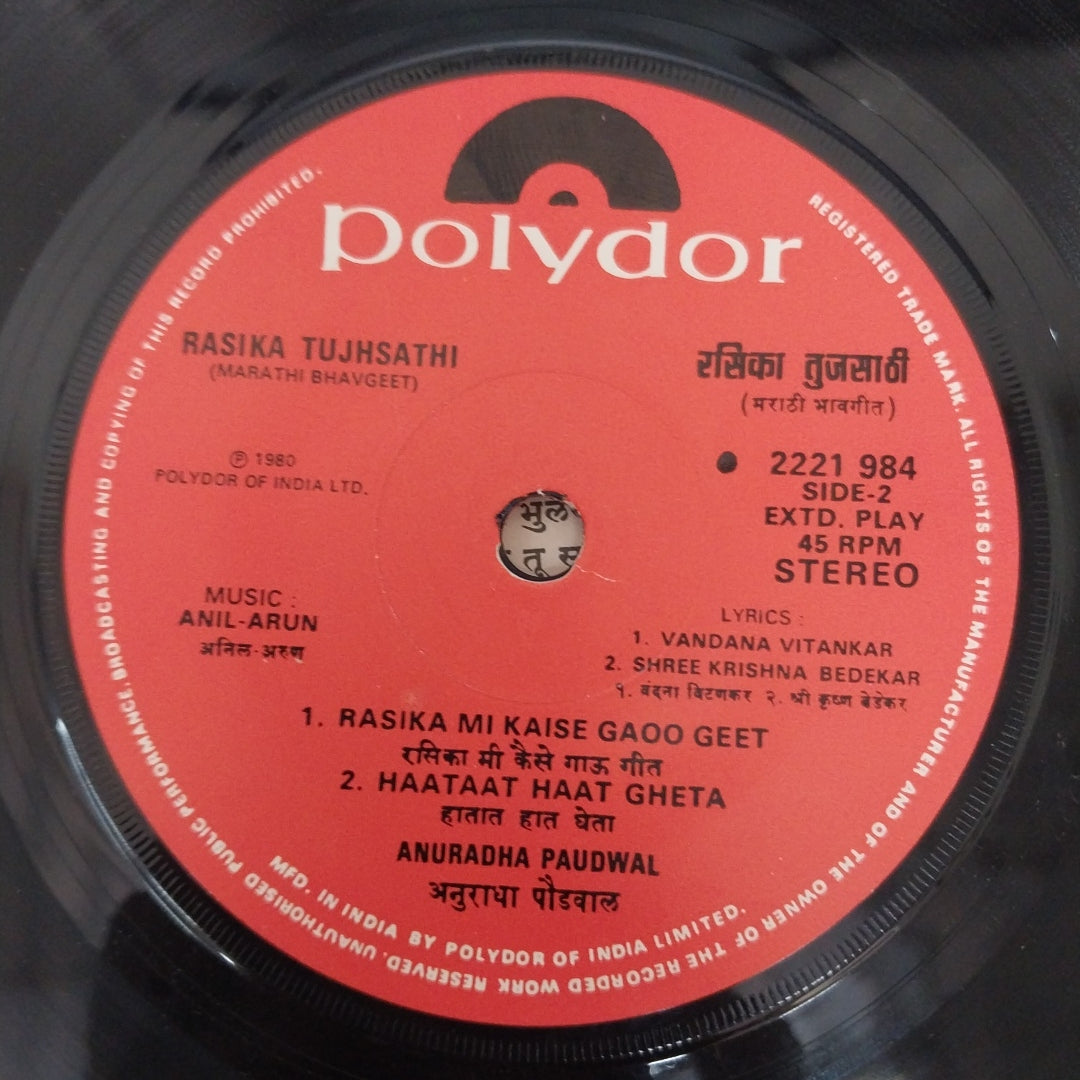 polydor
RASIKA TUJHSATHI
(MARATHI BHAVGEET)
रसिका तुजसाठी
(मराठी भावगीत)
℗ 1980
POLYDOR OF INDIA LTD.
2221 984
SIDE-2
EXTD. PLAY
45 RPM
STEREO
भुल
तू स
MUSIC :
ANIL-ARUN
अनिल-अरुण
LYRICS :
1. VANDANA VITANKAR
2. SHREE KRISHNA BEDEKAR
१. वंदना विटणकर २. श्री कृष्ण बेडेकर
1. RASIKA MI KAISE GAOO GEET
रसिका मी कैसे गाऊ गीत
2. HAATAAT HAAT GHETA
हातात हात घेता
ANURADHA PAUDWAL
अनुराधा पौडवाल
REGISTERED TRADE MARK. ALL RIGHTS OF THE MANUFACTURER AND OF THE OWNER OF THE RECORDED WORK RESERVED. UNAUTHORISED PUBLIC PERFORMANCE, BROADCASTING AND COPYING OF THIS RECORD PROHIBITED.
MFD. IN INDIA BY POLYDOR OF INDIA LIMITED.